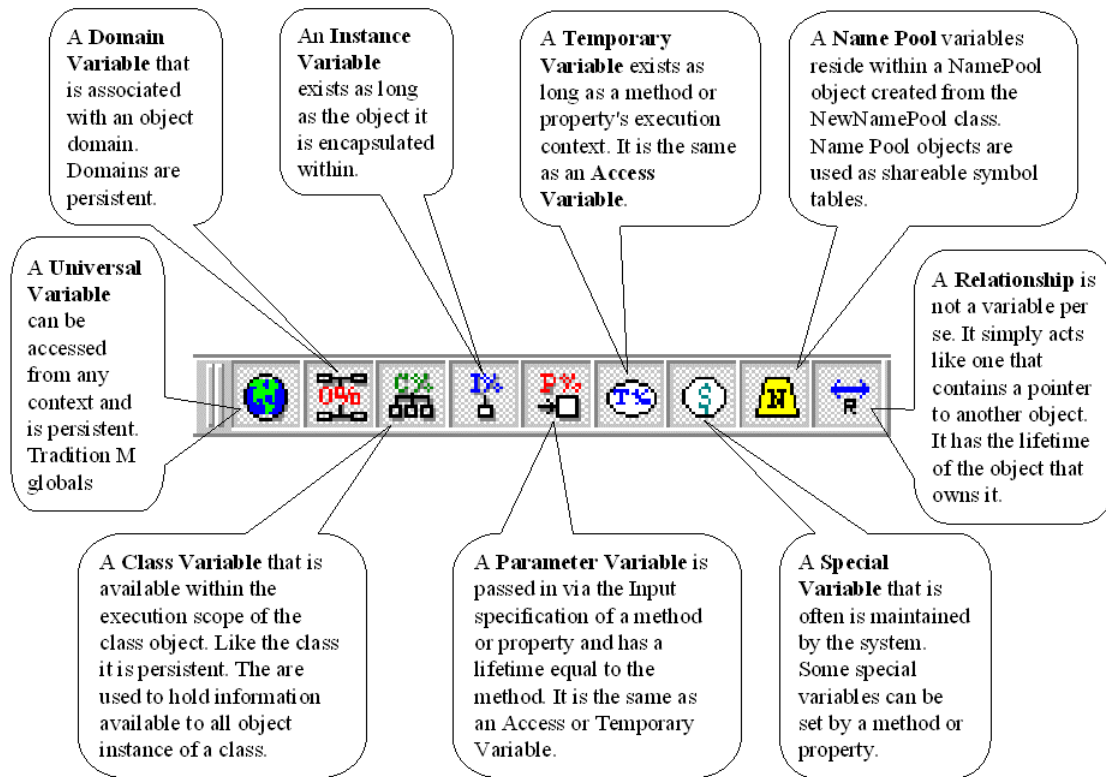 A Domain
Variable that
is associated
with an object
domain.
Domains are
persistent.
An Instance
Variable
exists as long
as the object it
is encapsulated
within.
A Temporary
Variable exists as
long as a method or
property's execution
context. It is the same
as an Access
Variable.
A Name Pool variables
reside within a NamePool
object created from the
NewNamePool class.
Name Pool objects are
used as shareable symbol
tables.
A Universal
Variable
can be
accessed
from any
context and
is persistent.
Tradition M
globals
A Relationship is
not a variable per
se. It simply acts
like one that
contains a pointer
to another object.
It has the lifetime
of the object that
owns it.
O% C% I% P% T% $ N R
A Class Variable that is
available within the
execution scope of the
class object. Like the class
it is persistent. The are
used to hold information
available to all object
instance of a class.
A Parameter Variable is
passed in via the Input
specification of a method
or property and has a
lifetime equal to the
method. It is the same as
an Access or Temporary
Variable.
A Special
Variable that is
often is maintained
by the system.
Some special
variables can be
set by a method or
property.